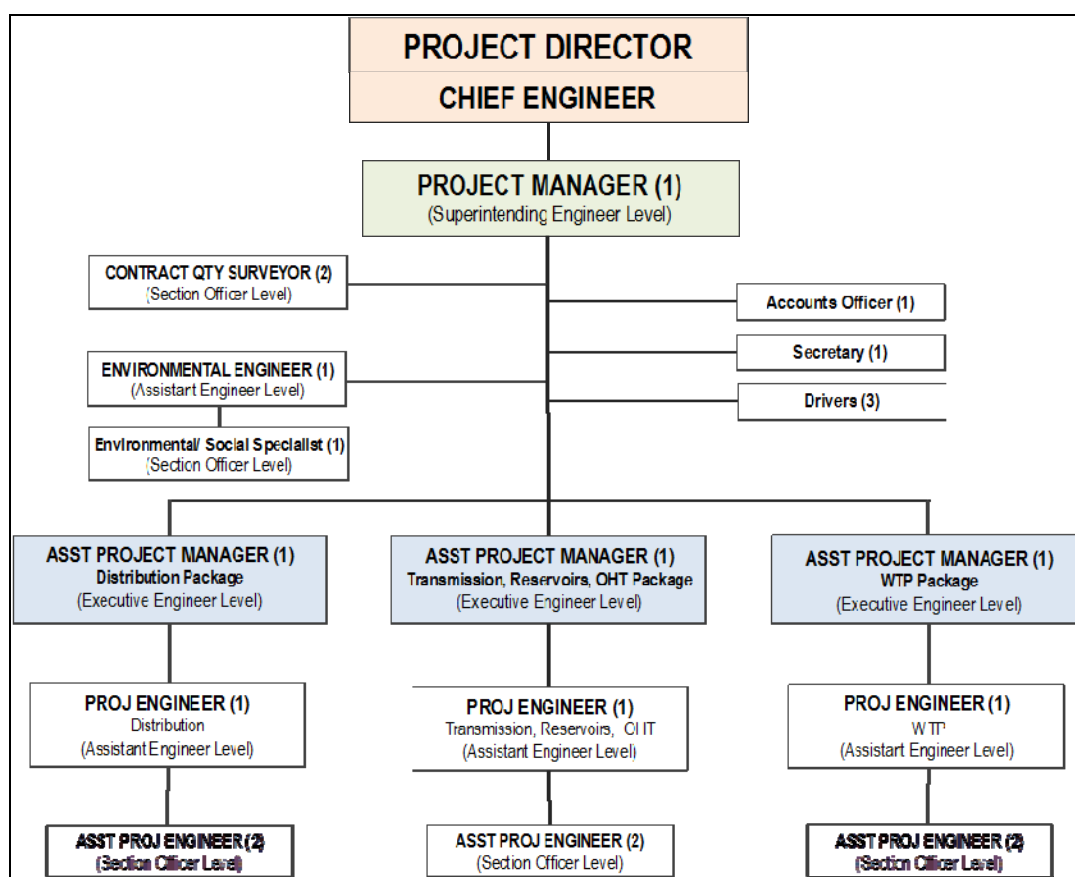 PROJECT DIRECTOR
CHIEF ENGINEER
PROJECT MANAGER (1)
(Superintending Engineer Level)
CONTRACT QTY SURVEYOR (2)
(Section Officer Level)
Accounts Officer (1)
Secretary (1)
ENVIRONMENTAL ENGINEER (1)
(Assistant Engineer Level)
Drivers (3)
Environmental/ Social Specialist (1)
(Section Officer Level)
ASST PROJECT MANAGER (1)
Distribution Package
(Executive Engineer Level)
ASST PROJECT MANAGER (1)
Transmission, Reservoirs, OHT Package
(Executive Engineer Level)
ASST PROJECT MANAGER (1)
WTP Package
(Executive Engineer Level)
PROJ ENGINEER (1)
Distribution
(Assistant Engineer Level)
PROJ ENGINEER (1)
Transmission, Reservoirs, OHT
(Assistant Engineer Level)
PROJ ENGINEER (1)
WTP
(Assistant Engineer Level)
ASST PROJ ENGINEER (2)
(Section Officer Level)
ASST PROJ ENGINEER (2)
(Section Officer Level)
ASST PROJ ENGINEER (2)
(Section Officer Level)